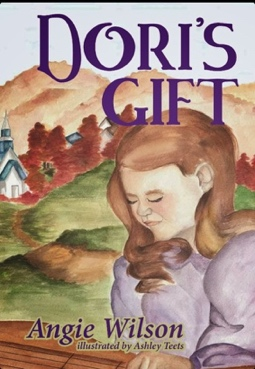 DORI'S
GIFT
Angie Wilson
illustrated by Ashley Teets